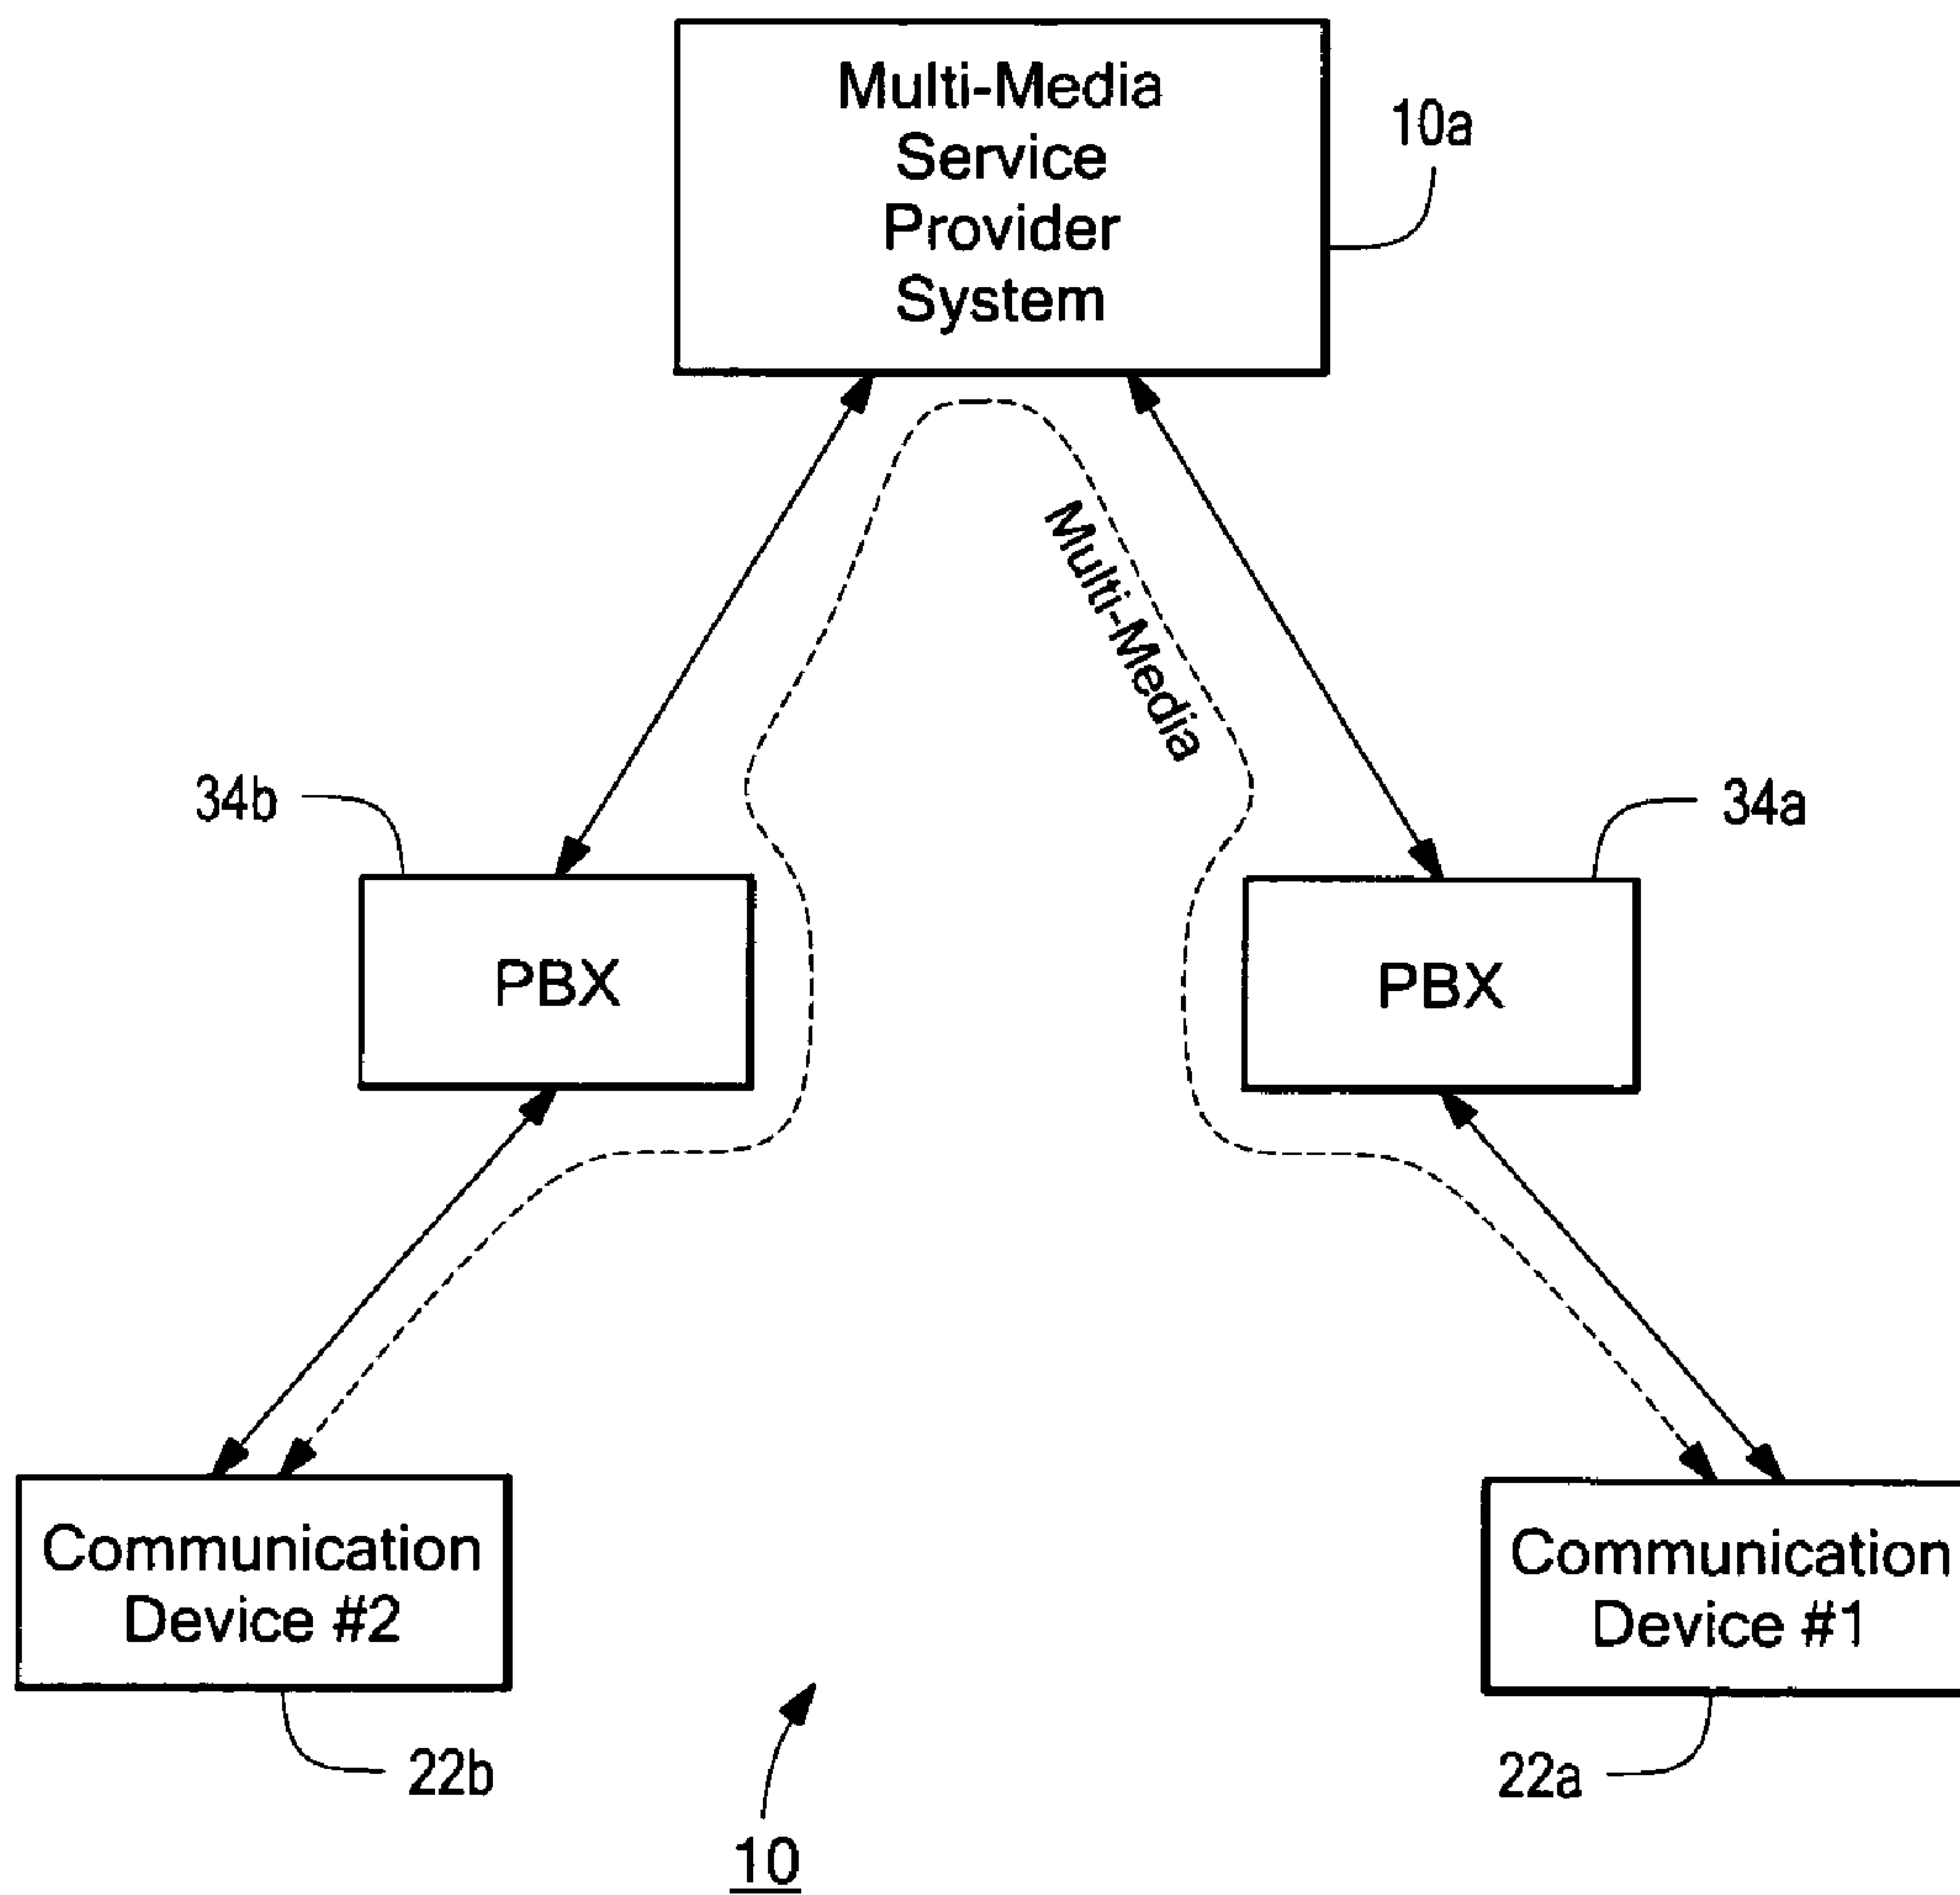 Multi-Media
Service
Provider
System
10a
Multi-Media
34b
34a
PBX
PBX
Communication
Device #2
Communication
Device #1
22b
22a
10